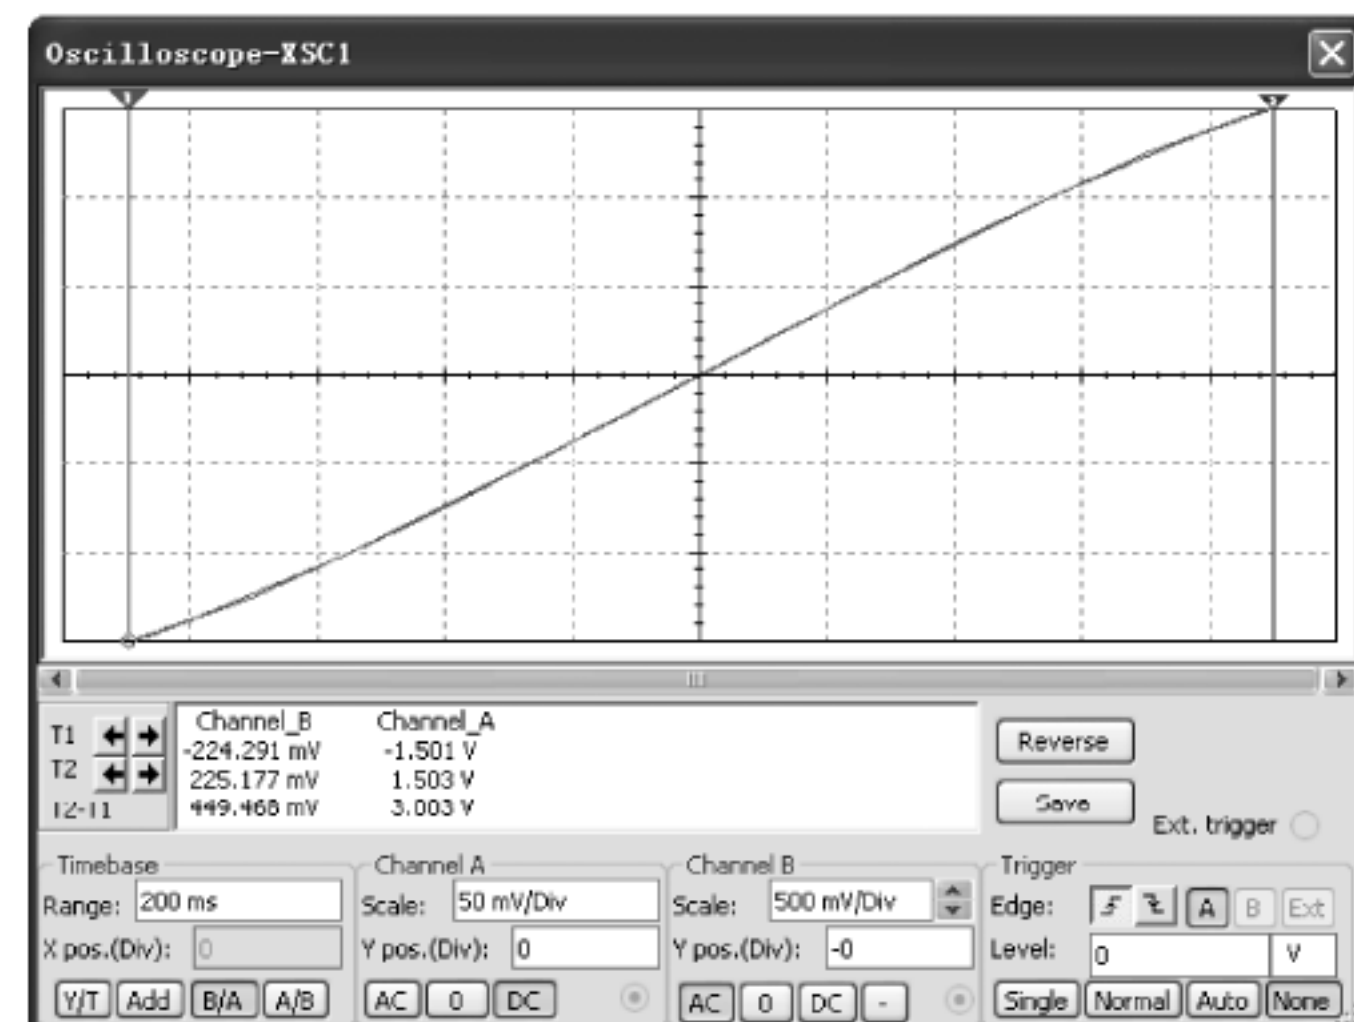 Oscilloscope-XSC1
Channel_B Channel_A
T1 -224.291 mV -1.501 V
T2 225.177 mV 1.503 V
T2-T1 449.468 mV 3.003 V
Reverse
Save
Ext. trigger
Timebase Channel A Channel B Trigger
Range: 200 ms Scale: 50 mV/Div Scale: 500 mV/Div Edge: A B Ext
X pos.(Div): 0 Y pos.(Div): 0 Y pos.(Div): -0 Level: 0 V
Y/T Add B/A A/B AC 0 DC AC 0 DC - Single Normal Auto None